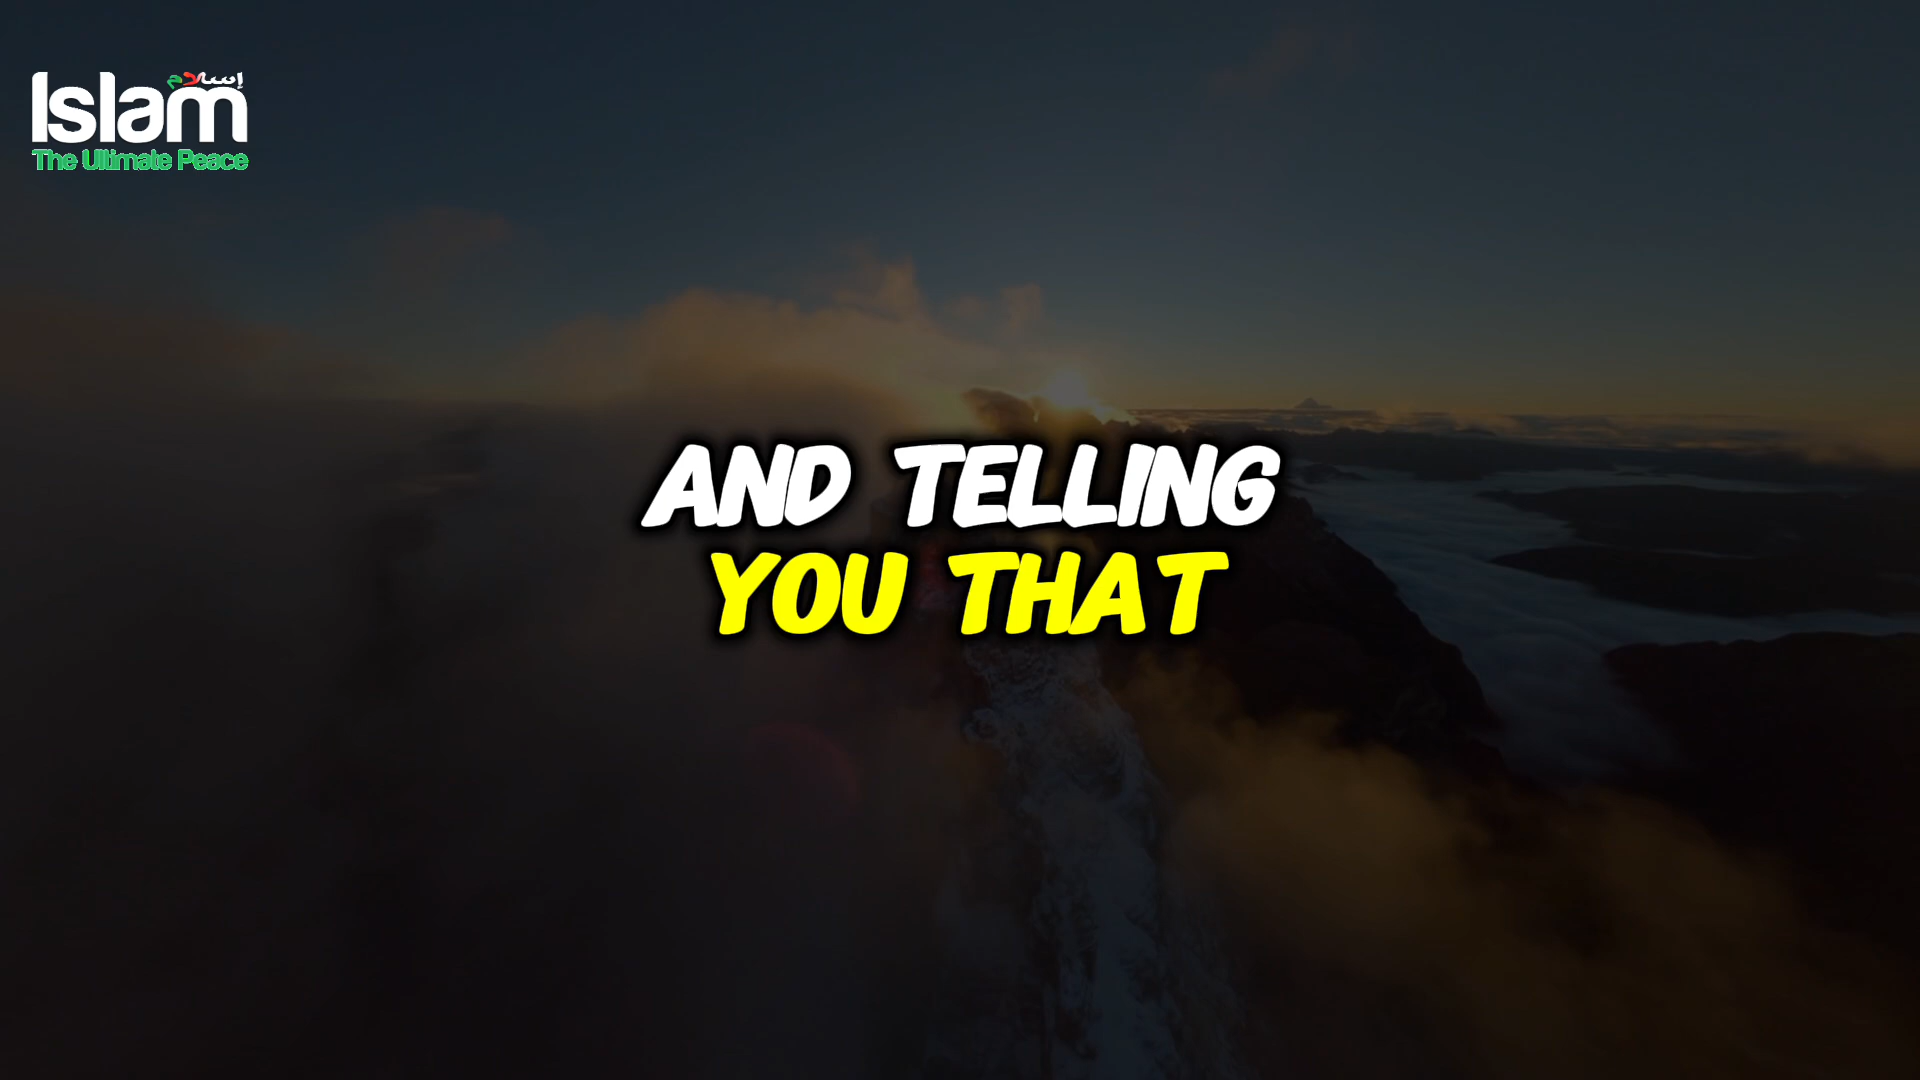 إسلام
Islam
The Ultimate Peace
AND TELLING
YOU THAT